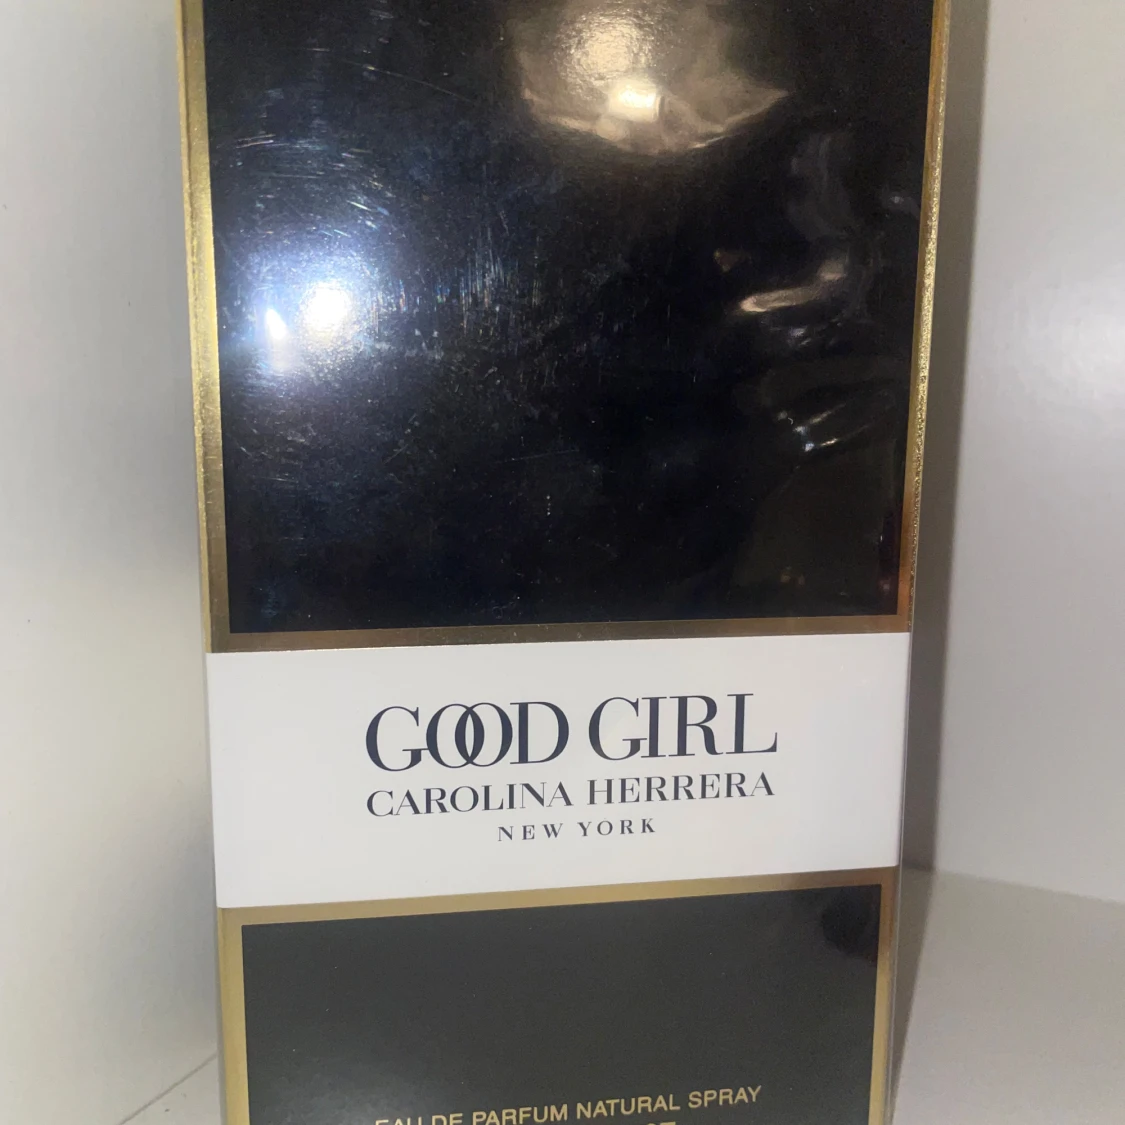 GOOD GIRL
CAROLINA HERRERA
NEW YORK
EAU DE PARFUM NATURAL SPRAY